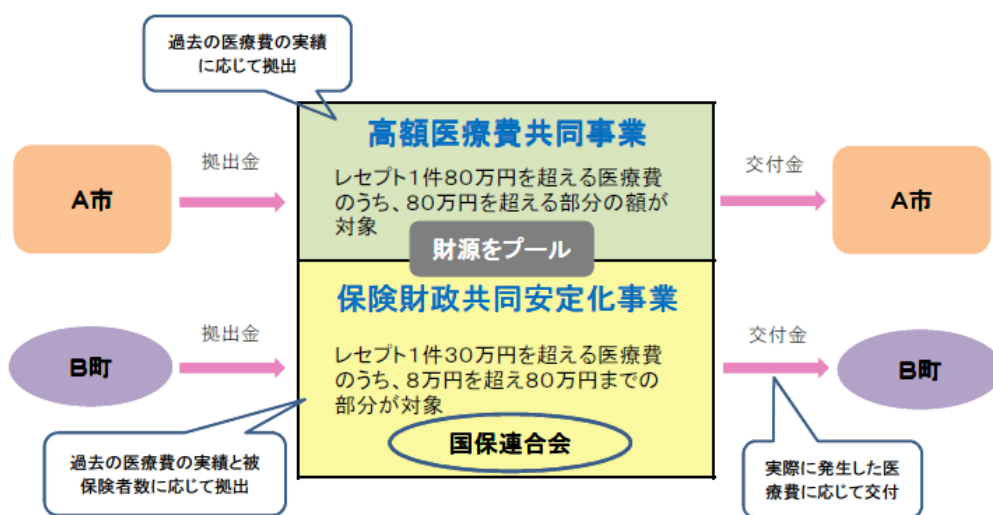 過去の医療費の実績
に応じて拠出
高額医療費共同事業
レセプト1件80万円を超える医療費
のうち、80万円を超える部分の額が
対象
A市
拠出金
交付金
A市
財源をプール
保険財政共同安定化事業
レセプト1件30万円を超える医療費
のうち、8万円を超え80万円までの
部分が対象
B町
拠出金
交付金
B町
国保連合会
過去の医療費の実績と被
保険者数に応じて拠出
実際に発生した医
療費に応じて交付